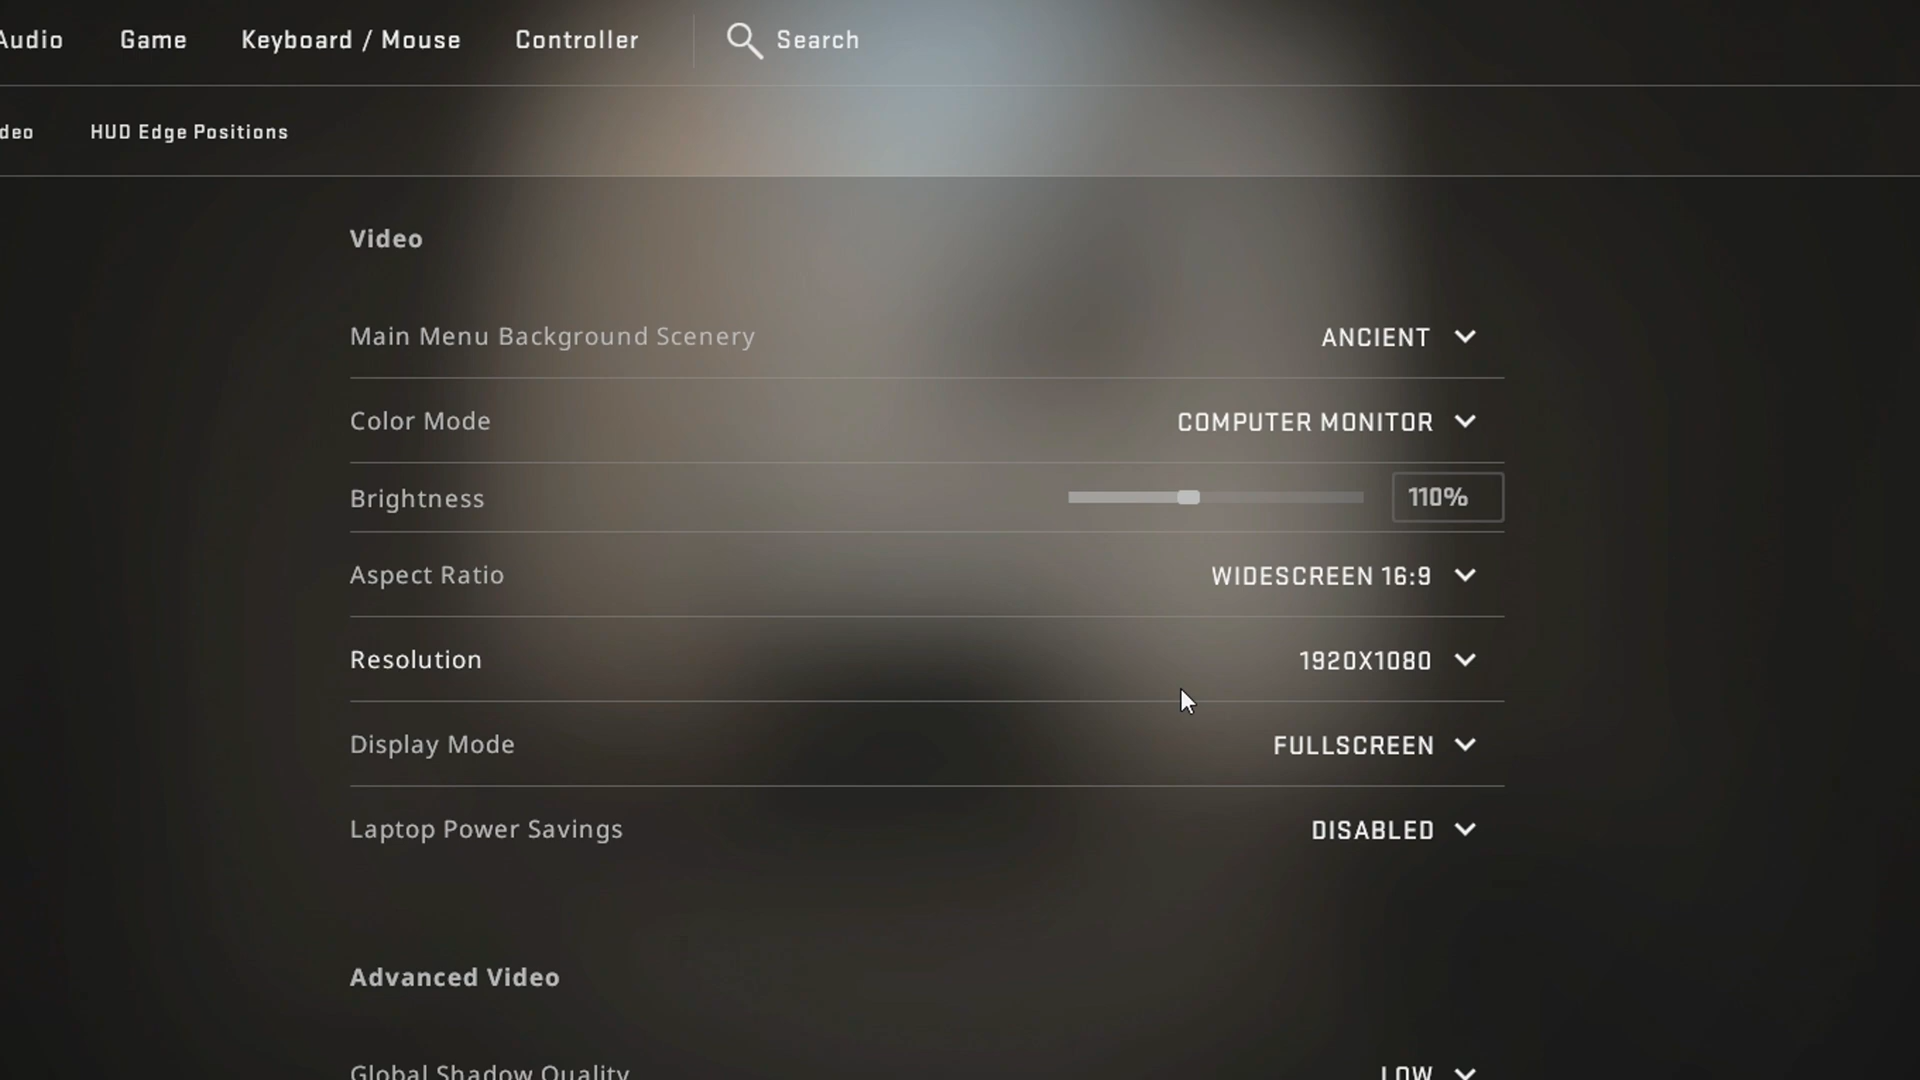 Audio Game Keyboard / Mouse Controller Search
deo HUD Edge Positions
Video
Main Menu Background Scenery ANCIENT
Color Mode COMPUTER MONITOR
Brightness 110%
Aspect Ratio WIDESCREEN 16:9
Resolution 1920X1080
Display Mode FULLSCREEN
Laptop Power Savings DISABLED
Advanced Video
Global Shadow Quality LOW